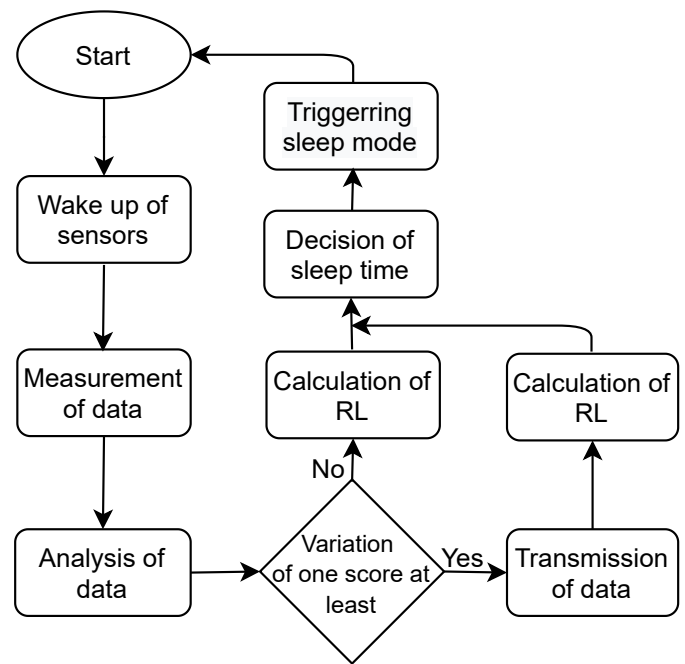 Start
Wake up of
sensors
Measurement
of data
Analysis of
data
Variation
of one score at
least
No
Yes
Calculation of
RL
Decision of
sleep time
Triggerring
sleep mode
Transmission
of data
Calculation of
RL